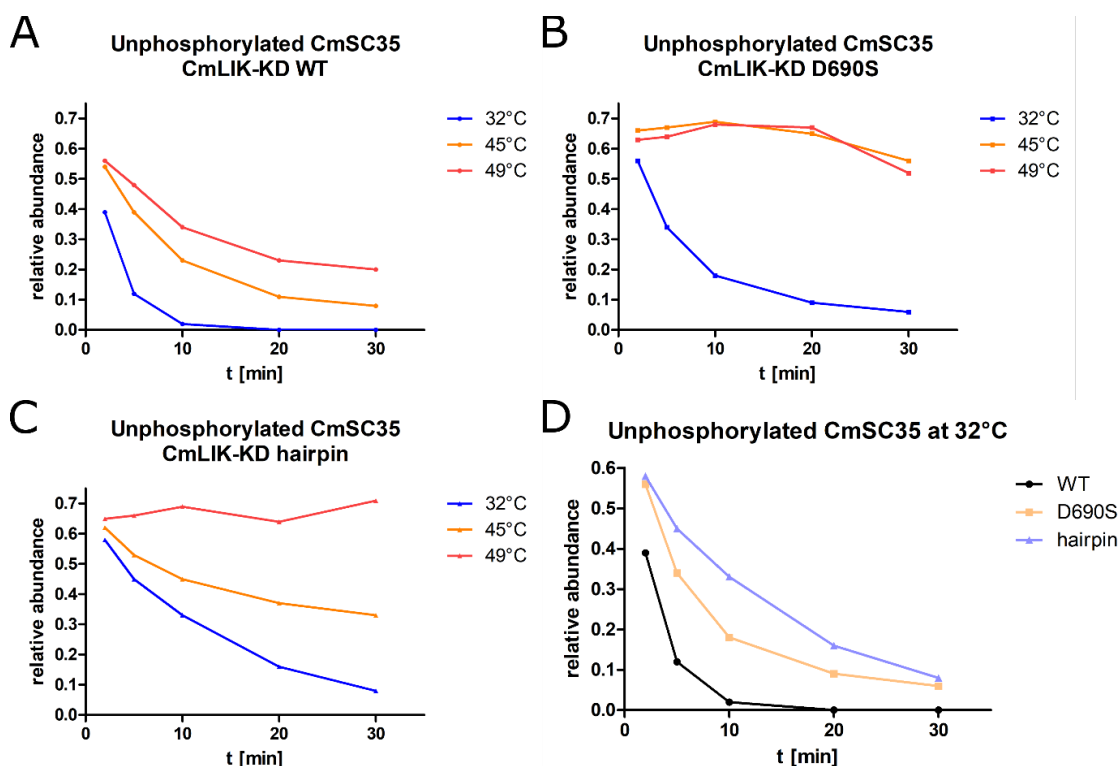 A
Unphosphorylated CmSC35
CmLIK-KD WT
relative abundance
0.7
0.6
0.5
0.4
0.3
0.2
0.1
0.0
0
10
20
30
t [min]
32°C
45°C
49°C
B
Unphosphorylated CmSC35
CmLIK-KD D690S
relative abundance
0.7
0.6
0.5
0.4
0.3
0.2
0.1
0.0
0
10
20
30
t [min]
32°C
45°C
49°C
C
Unphosphorylated CmSC35
CmLIK-KD hairpin
relative abundance
0.7
0.6
0.5
0.4
0.3
0.2
0.1
0.0
0
10
20
30
t [min]
32°C
45°C
49°C
D
Unphosphorylated CmSC35 at 32°C
relative abundance
0.6
0.5
0.4
0.3
0.2
0.1
0.0
0
10
20
30
t [min]
WT
D690S
hairpin